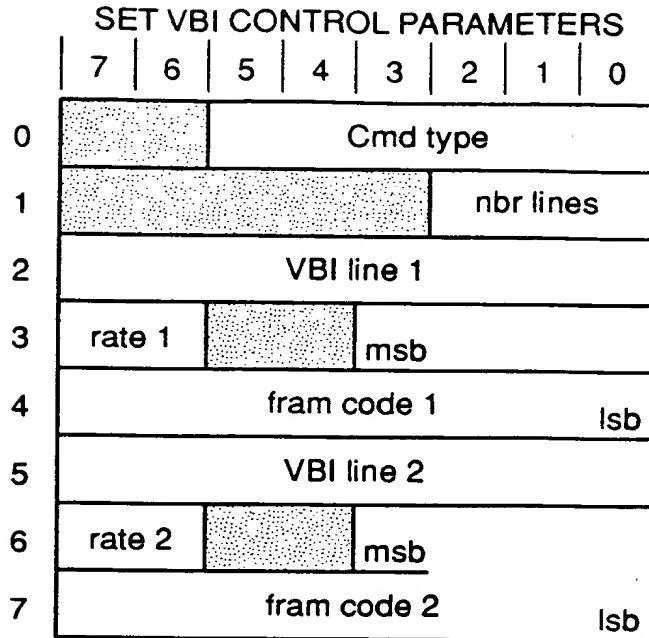 SET VBI CONTROL PARAMETERS
7 6 5 4 3 2 1 0
0 Cmd type
1 nbr lines
2 VBI line 1
3 rate 1 msb
4 fram code 1 lsb
5 VBI line 2
6 rate 2 msb
7 fram code 2 lsb